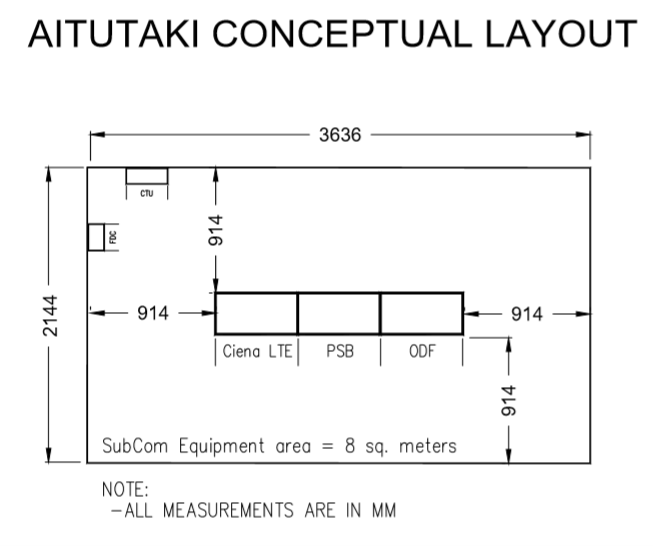 AITUTAKI CONCEPTUAL LAYOUT
3636
CTU
FDC
914
2144
914
914
Ciena LTE
PSB
ODF
914
SubCom Equipment area = 8 sq. meters
NOTE:
-ALL MEASUREMENTS ARE IN MM